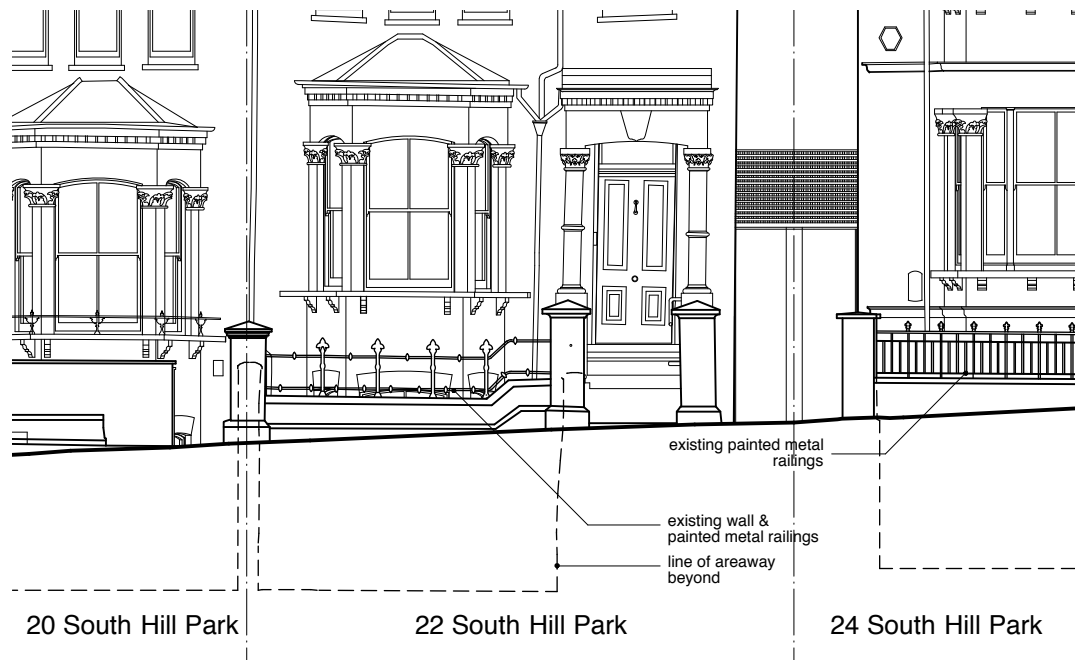 existing painted metal
railings
existing wall &
painted metal railings
line of areaway
beyond
20 South Hill Park
22 South Hill Park
24 South Hill Park